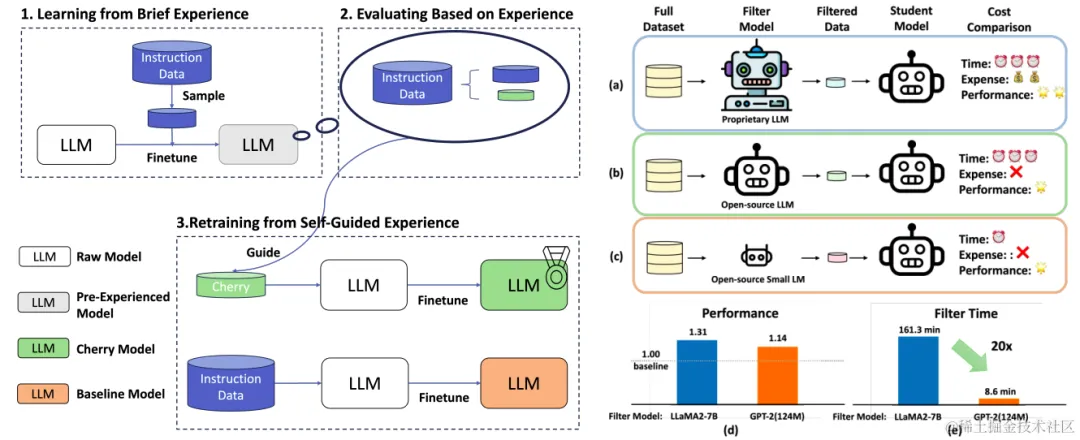 1. Learning from Brief Experience
Instruction
Data
Sample
LLM
Finetune
LLM
2. Evaluating Based on Experience
Instruction
Data
3.Retraining from Self-Guided Experience
Guide
Cherry
LLM
Finetune
LLM
Instruction
Data
LLM
Finetune
LLM
LLM
Raw Model
LLM
Pre-Experienced
Model
LLM
Cherry Model
LLM
Baseline Model
Full
Dataset
Filter
Model
Filtered
Data
Student
Model
Cost
Comparison
(a)
Proprietary LLM
Time:
Expense:
Performance:
(b)
Open-source LLM
Time:
Expense:
Performance:
(c)
Open-source Small LM
Time:
Expense: :
Performance:
Performance
1.31
1.14
1.00
baseline
Filter Model:
LLaMA2-7B
GPT-2(124M)
(d)
Filter Time
161.3 min
20x
8.6 min
Filter Model:
LLaMA2-7B
GPT-2(124M)
(e)
@稀土掘金技术社区